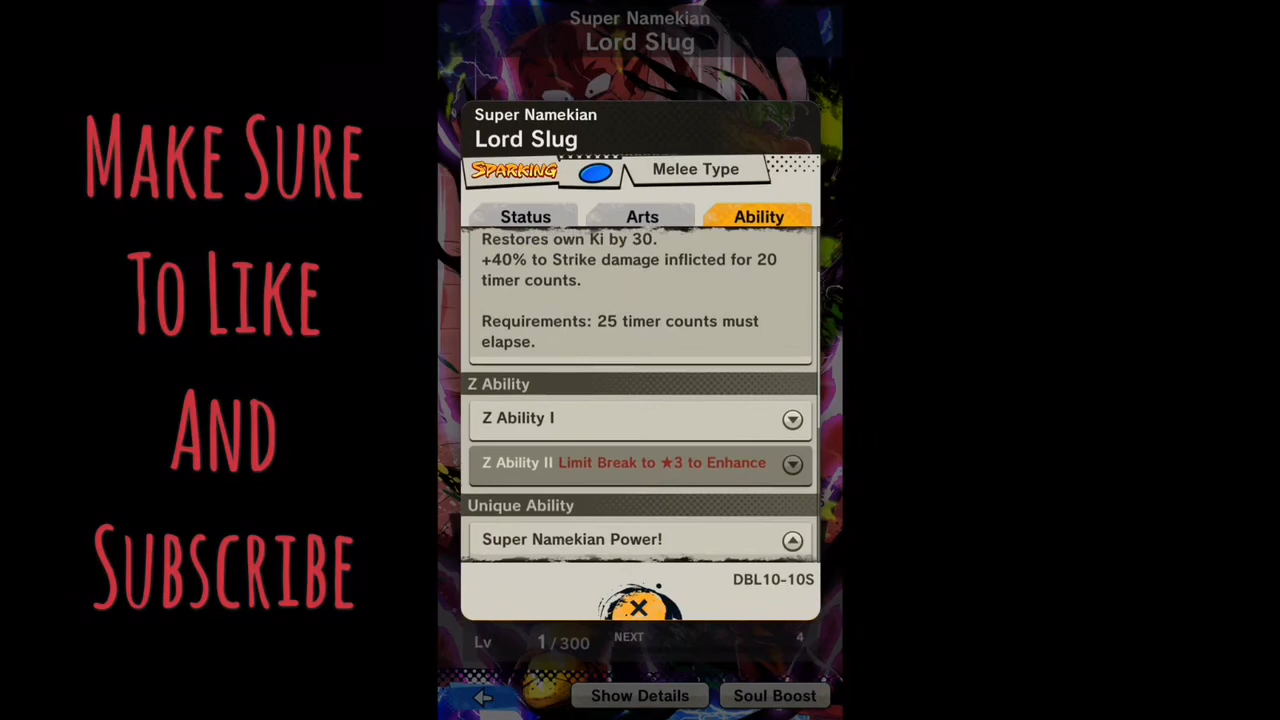 Super Namekian
Lord Slug
Super Namekian
Lord Slug
SPARKING
Melee Type
Status
Arts
Ability
Restores own Ki by 30.
+40% to Strike damage inflicted for 20
timer counts.
Requirements: 25 timer counts must
elapse.
Z Ability
Z Ability I
Z Ability II Limit Break to ★3 to Enhance
Unique Ability
Super Namekian Power!
DBL10-10S
Lv 1/300 NEXT 4
Show Details
Soul Boost
Make Sure
To Like
And
Subscribe